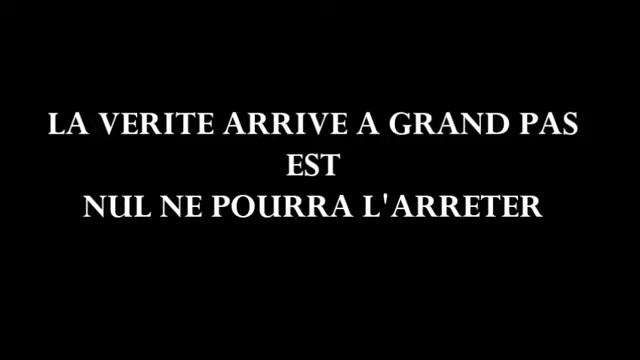 LA VERITE ARRIVE A GRAND PAS
EST
NUL NE POURRA L'ARRETER